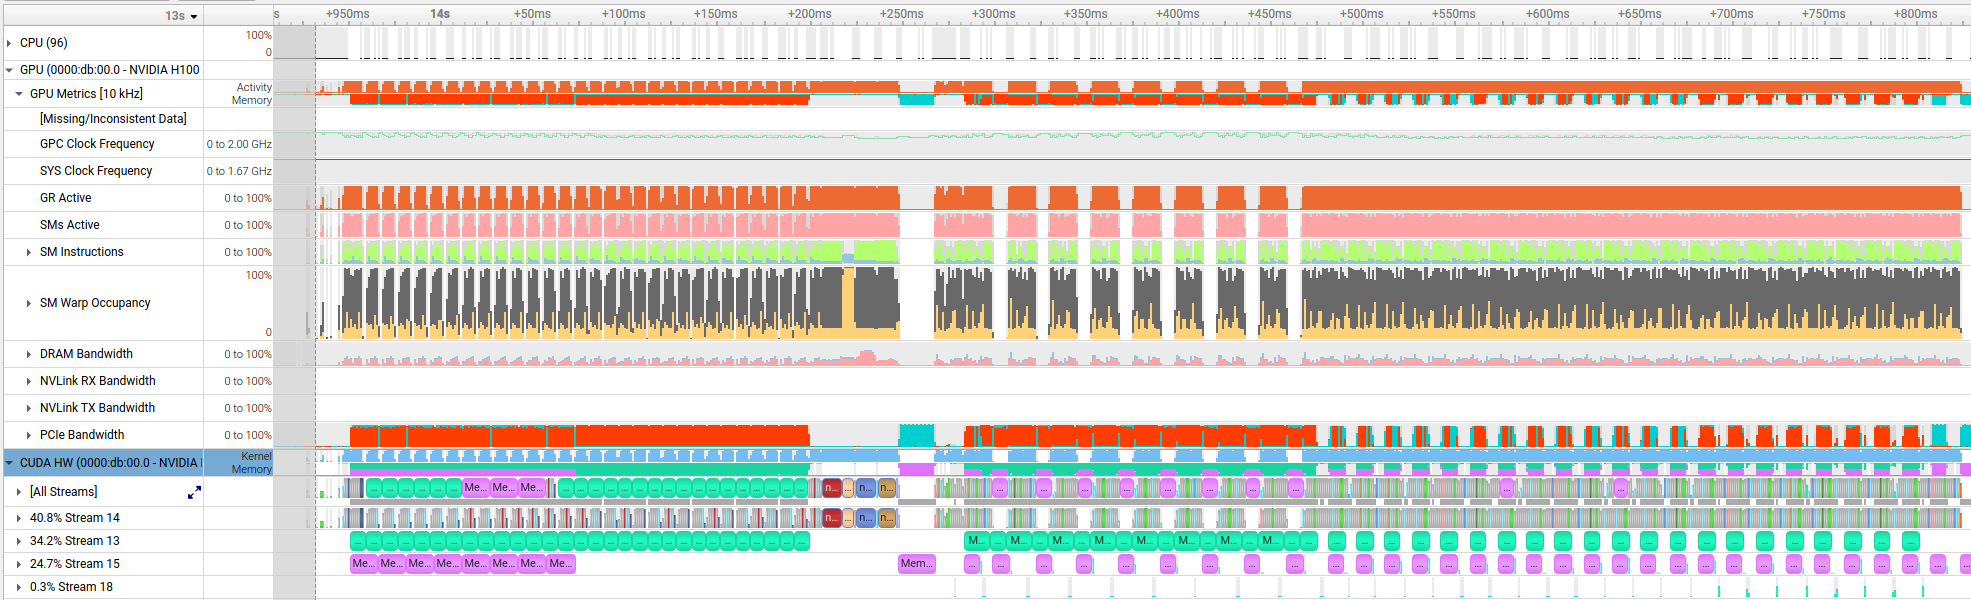 13s s +950ms 14s +50ms +100ms +150ms +200ms +250ms +300ms +350ms +400ms +450ms +500ms +550ms +600ms +650ms +700ms +750ms +800ms
CPU (96) 100% 0
GPU (0000:db:00.0 - NVIDIA H100
GPU Metrics [10 kHz] Activity Memory
[Missing/Inconsistent Data]
GPC Clock Frequency 0 to 2.00 GHz
SYS Clock Frequency 0 to 1.67 GHz
GR Active 0 to 100%
SMs Active 0 to 100%
SM Instructions 0 to 100%
SM Warp Occupancy 100% 0
DRAM Bandwidth 0 to 100%
NVLink RX Bandwidth 0 to 100%
NVLink TX Bandwidth 0 to 100%
PCIe Bandwidth 0 to 100%
CUDA HW (0000:db:00.0 - NVIDIA I Kernel Memory
[All Streams] Me... Me... Me... n... ... n... n...
40.8% Stream 14 n... ... n... n...
34.2% Stream 13 M... M... M... M... M... M... M... M...
24.7% Stream 15 Me... Me... Me... Me... Me... Me... Me... Me... Mem...
0.3% Stream 18